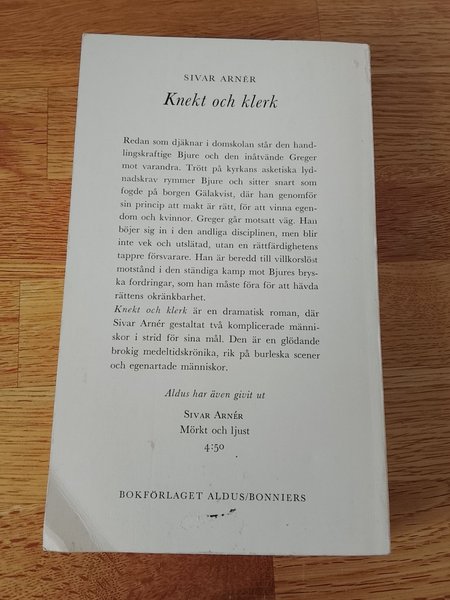 SIVAR ARNÉR
Knekt och klerk
Redan som djäknar i domskolan står den hand-
lingskraftige Bjure och den inåtvände Greger
mot varandra. Trött på kyrkans asketiska lyd-
nadskrav rymmer Bjure och sitter snart som
fogde på borgen Gälakvist, där han genomför
sin princip att makt är rätt, för att vinna egen-
dom och kvinnor. Greger går motsatt väg. Han
böjer sig in i den andliga disciplinen, men blir
inte vek och utslätad, utan en rättfärdighetens
tappre försvarare. Han är beredd till villkorslöst
motstånd i den ständiga kamp mot Bjures brys-
ka fordringar, som han måste föra för att hävda
rättens okränkbarhet.
Knekt och klerk är en dramatisk roman, där
Sivar Arnér gestaltat två komplicerade männi-
skor i strid för sina mål. Den är en glödande
brokig medeltidskrönika, rik på burleska scener
och egenartade människor.
Aldus har även givit ut
SIVAR ARNÉR
Mörkt och ljust
4:50
BOKFÖRLAGET ALDUS/BONNIERS